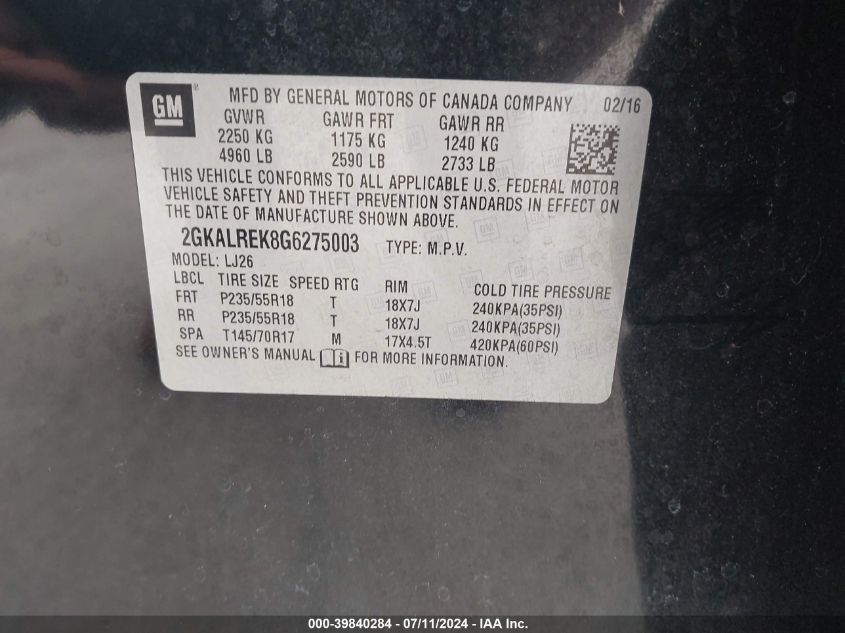 GM® MFD BY GENERAL MOTORS OF CANADA COMPANY 02/16
GVWR GAWR FRT GAWR RR
2250 KG 1175 KG 1240 KG
4960 LB 2590 LB 2733 LB
THIS VEHICLE CONFORMS TO ALL APPLICABLE U.S. FEDERAL MOTOR
VEHICLE SAFETY AND THEFT PREVENTION STANDARDS IN EFFECT ON
THE DATE OF MANUFACTURE SHOWN ABOVE.
2GKALREK8G6275003 TYPE: M.P.V.
MODEL: LJ26
LBCL TIRE SIZE SPEED RTG RIM COLD TIRE PRESSURE
FRT P235/55R18 T 18X7J 240KPA(35PSI)
RR P235/55R18 T 18X7J 240KPA(35PSI)
SPA T145/70R17 M 17X4.5T 420KPA(60PSI)
SEE OWNER'S MANUAL FOR MORE INFORMATION.
000-39840284 - 07/11/2024 - IAA Inc.